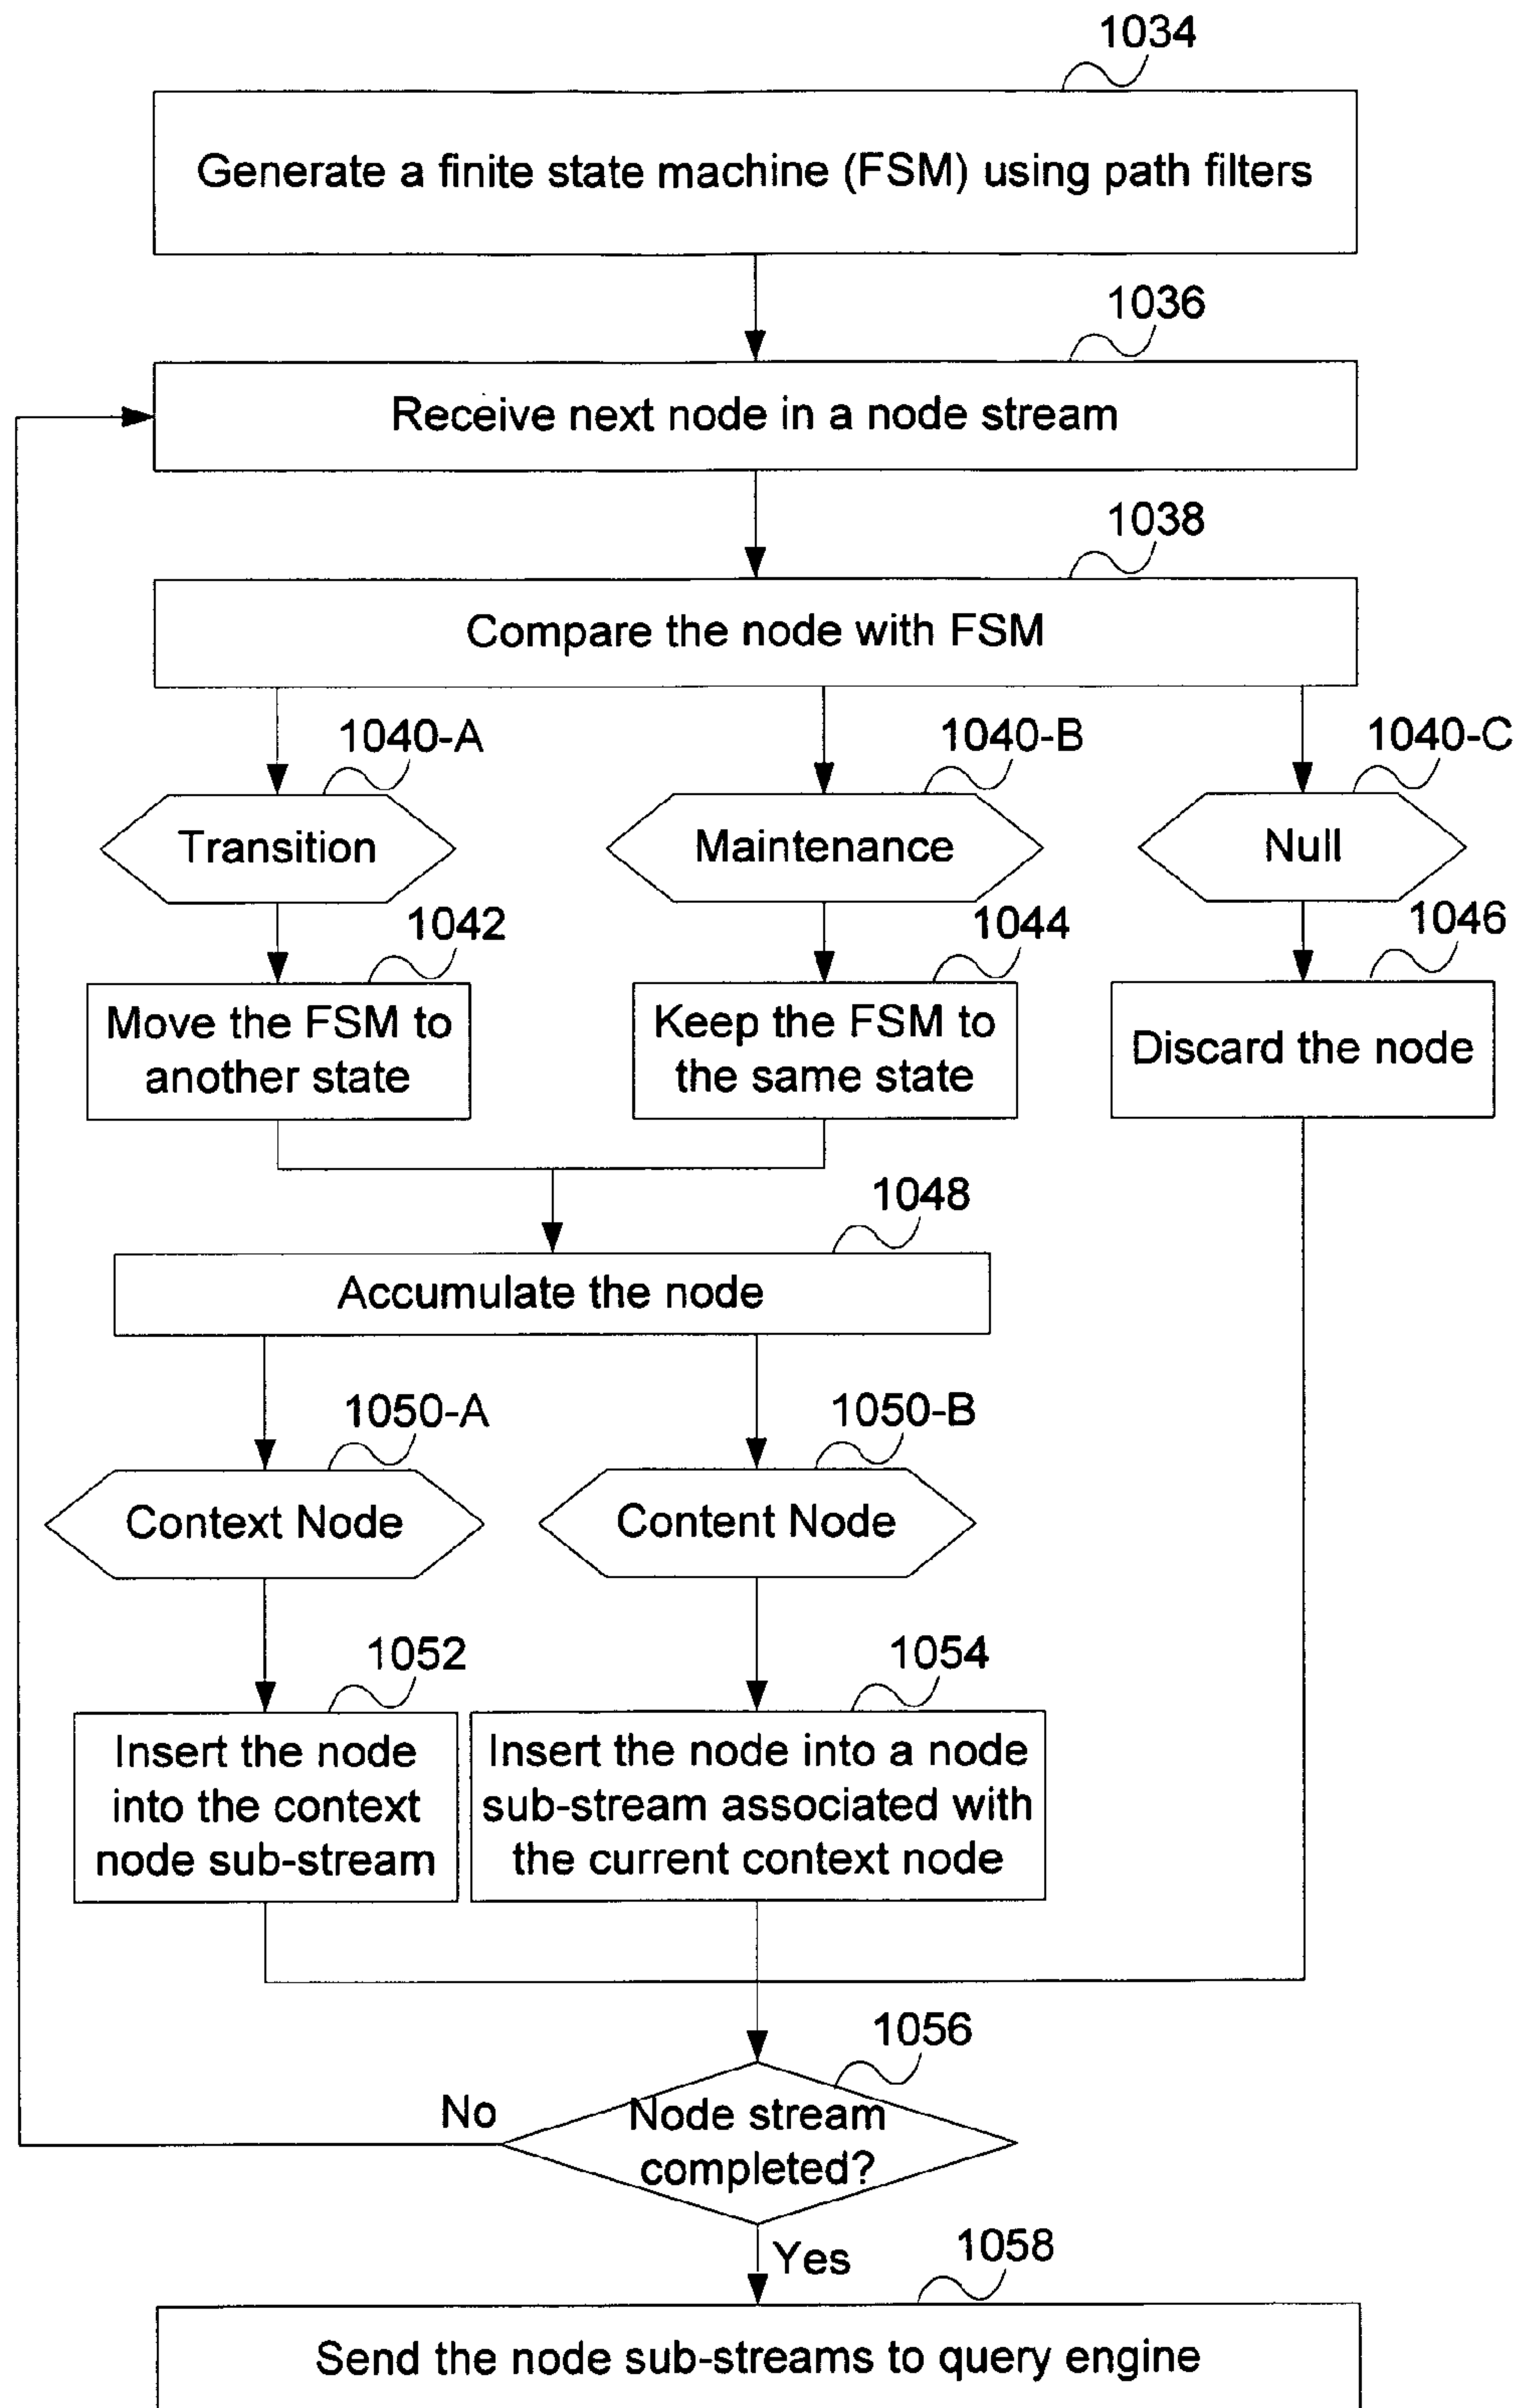 1034
Generate a finite state machine (FSM) using path filters
1036
Receive next node in a node stream
1038
Compare the node with FSM
1040-A
1040-B
1040-C
Transition
Maintenance
Null
1042
1044
1046
Move the FSM to
another state
Keep the FSM to
the same state
Discard the node
1048
Accumulate the node
1050-A
1050-B
Context Node
Content Node
1052
1054
Insert the node
into the context
node sub-stream
Insert the node into a node
sub-stream associated with
the current context node
1056
No
Node stream
completed?
Yes
1058
Send the node sub-streams to query engine